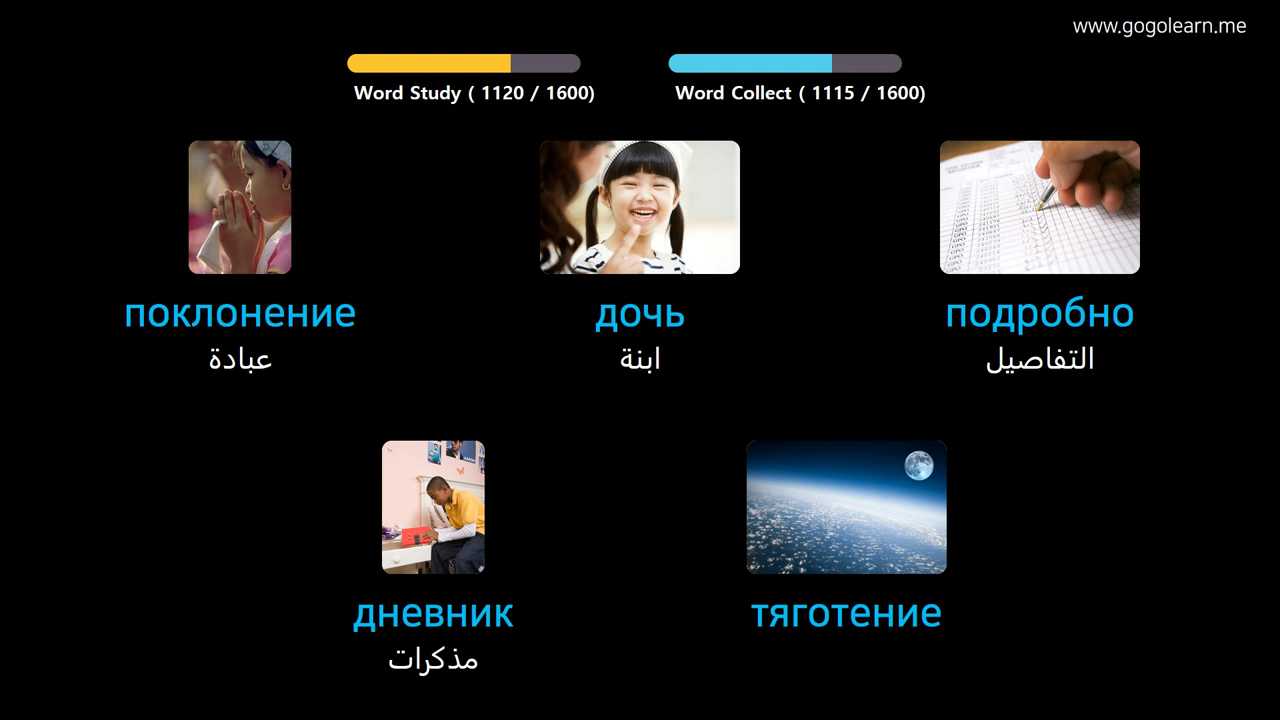 www.gogolearn.me
Word Study ( 1120 / 1600)
Word Collect ( 1115 / 1600)
поклонение
дочь
подробно
عبادة
ابنة
التفاصيل
дневник
тяготение
مذكرات